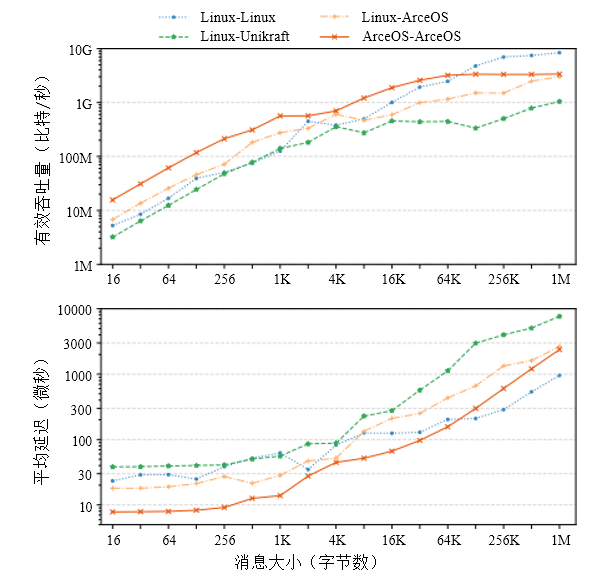 Linux-Linux Linux-ArceOS
Linux-Unikraft ArceOS-ArceOS
有效吞吐量（比特/秒）
10G
1G
100M
10M
1M
16 64 256 1K 4K 16K 64K 256K 1M
平均延迟（微秒）
10000
3000
1000
300
100
30
10
16 64 256 1K 4K 16K 64K 256K 1M
消息大小（字节数）